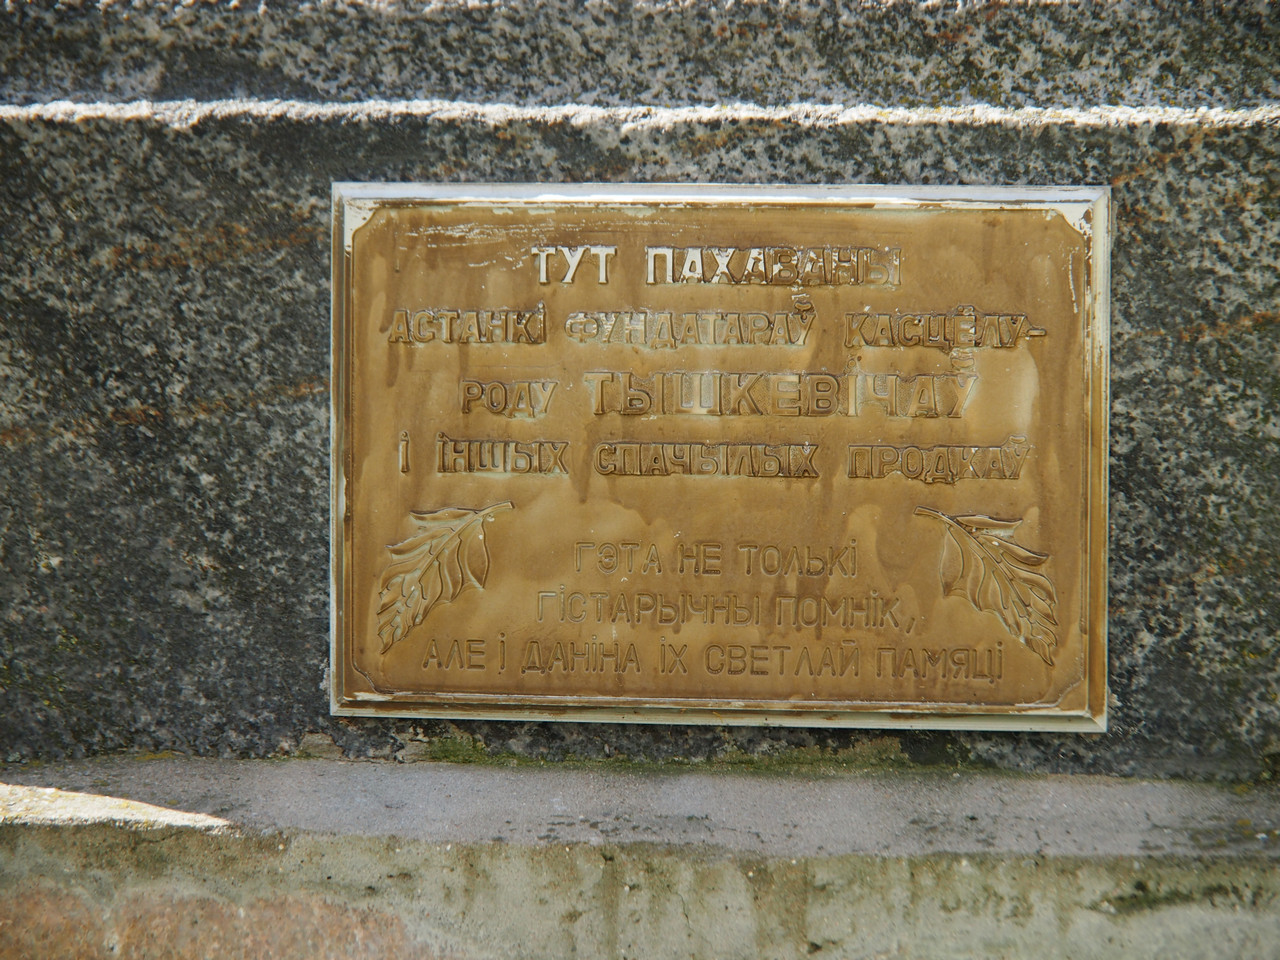 ТУТ ПАХАВАНЫ
АСТАНКІ ФУНДАТАРАЎ КАСЦЁЛУ-
РОДУ ТЫШКЕВІЧАЎ
І ІНШЫХ СПАЧЫЛЫХ ПРОДКАЎ
ГЭТА НЕ ТОЛЬКІ
ГІСТАРЫЧНЫ ПОМНІК,
АЛЕ І ДАНІНА ІХ СВЕТЛАЙ ПАМЯЦІ